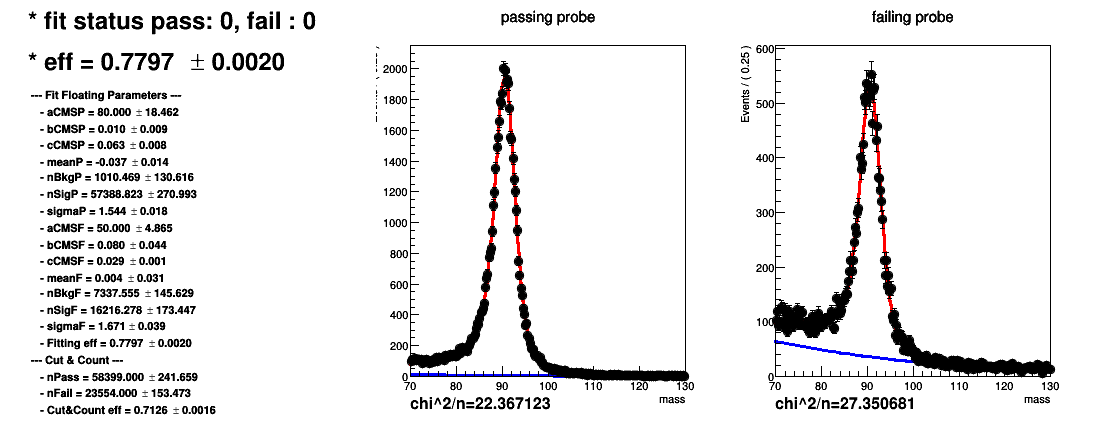 * fit status pass: 0, fail : 0
* eff = 0.7797 ± 0.0020
--- Fit Floating Parameters ---
- aCMSP = 80.000 ± 18.462
- bCMSP = 0.010 ± 0.009
- cCMSP = 0.063 ± 0.008
- meanP = -0.037 ± 0.014
- nBkgP = 1010.469 ± 130.616
- nSigP = 57388.823 ± 270.993
- sigmaP = 1.544 ± 0.018
- aCMSF = 50.000 ± 4.865
- bCMSF = 0.080 ± 0.044
- cCMSF = 0.029 ± 0.001
- meanF = 0.004 ± 0.031
- nBkgF = 7337.555 ± 145.629
- nSigF = 16216.278 ± 173.447
- sigmaF = 1.671 ± 0.039
- Fitting eff = 0.7797 ± 0.0020
--- Cut & Count ---
- nPass = 58399.000 ± 241.659
- nFail = 23554.000 ± 153.473
- Cut&Count eff = 0.7126 ± 0.0016
passing probe
2000
1800
1600
1400
1200
1000
800
600
400
200
0
70 80 90 100 110 120 130
mass
chi^2/n=22.367123
failing probe
Events / ( 0.25 )
600
500
400
300
200
100
0
70 80 90 100 110 120 130
mass
chi^2/n=27.350681